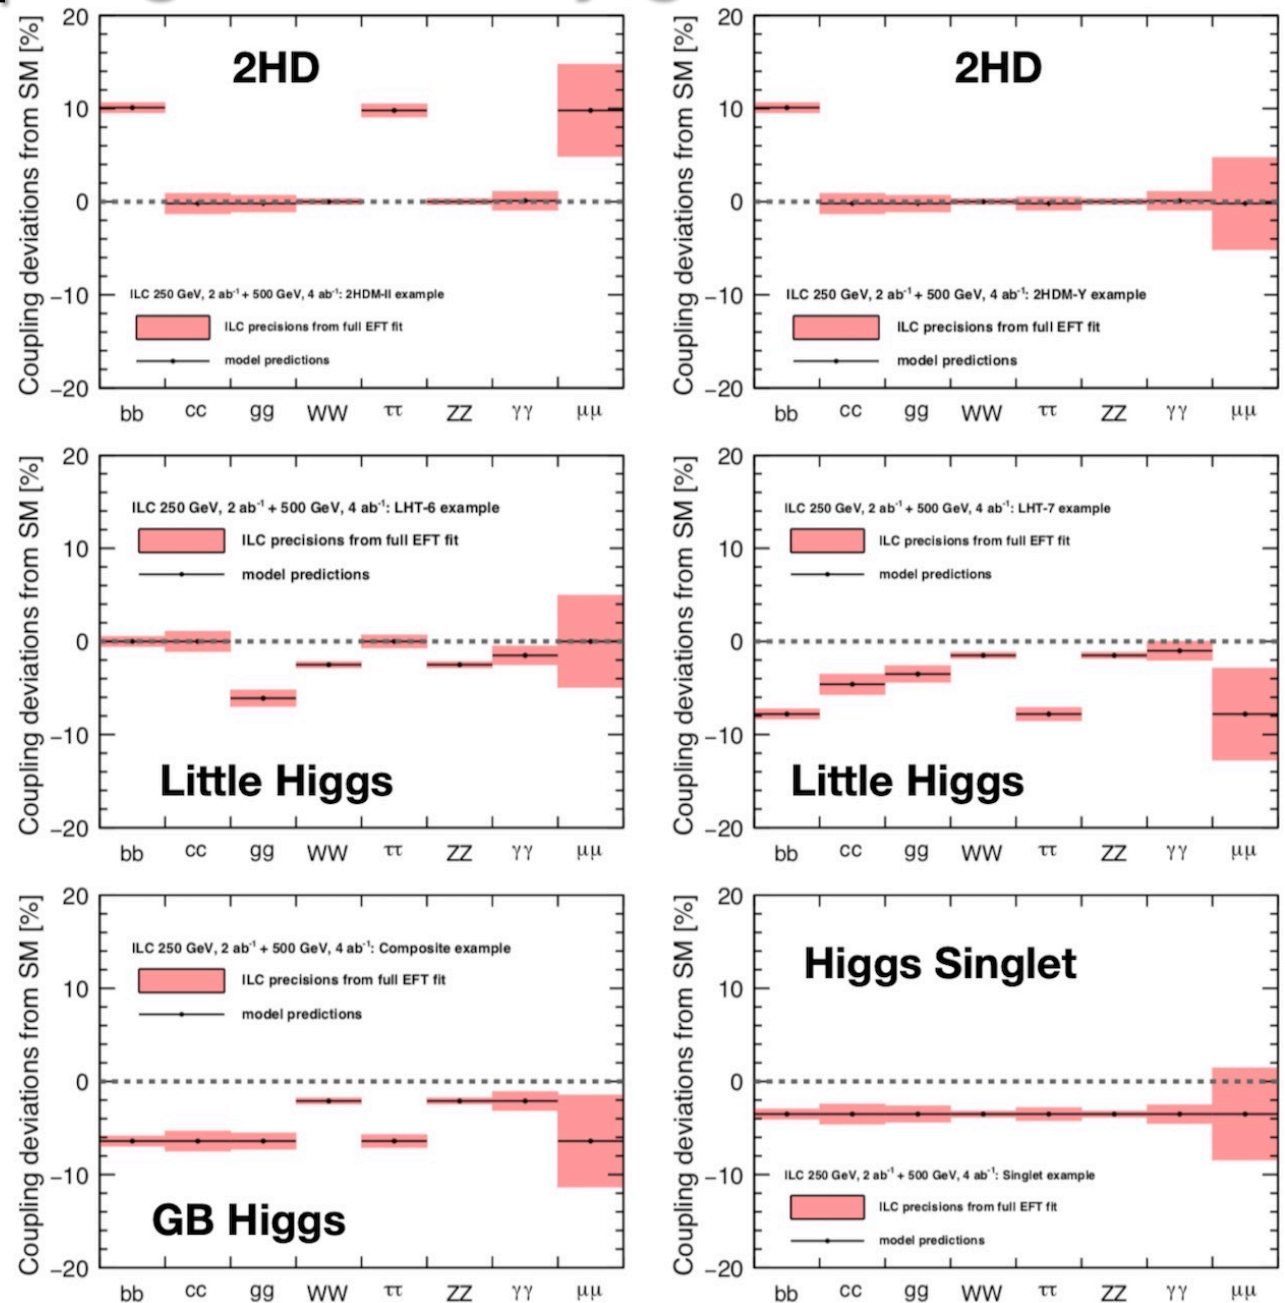 Coupling deviations from SM [%]
20
10
0
−10
−20
2HD
ILC 250 GeV, 2 ab-1 + 500 GeV, 4 ab-1: 2HDM-II example
ILC precisions from full EFT fit
model predictions
bb cc gg WW ττ ZZ γγ μμ
Coupling deviations from SM [%]
20
10
0
−10
−20
2HD
ILC 250 GeV, 2 ab-1 + 500 GeV, 4 ab-1: 2HDM-Y example
ILC precisions from full EFT fit
model predictions
bb cc gg WW ττ ZZ γγ μμ
Coupling deviations from SM [%]
20
10
0
−10
−20
ILC 250 GeV, 2 ab-1 + 500 GeV, 4 ab-1: LHT-6 example
ILC precisions from full EFT fit
model predictions
Little Higgs
bb cc gg WW ττ ZZ γγ μμ
Coupling deviations from SM [%]
20
10
0
−10
−20
ILC 250 GeV, 2 ab-1 + 500 GeV, 4 ab-1: LHT-7 example
ILC precisions from full EFT fit
model predictions
Little Higgs
bb cc gg WW ττ ZZ γγ μμ
Coupling deviations from SM [%]
20
10
0
−10
−20
ILC 250 GeV, 2 ab-1 + 500 GeV, 4 ab-1: Composite example
ILC precisions from full EFT fit
model predictions
GB Higgs
bb cc gg WW ττ ZZ γγ μμ
Coupling deviations from SM [%]
20
10
0
−10
−20
Higgs Singlet
ILC 250 GeV, 2 ab-1 + 500 GeV, 4 ab-1: Singlet example
ILC precisions from full EFT fit
model predictions
bb cc gg WW ττ ZZ γγ μμ